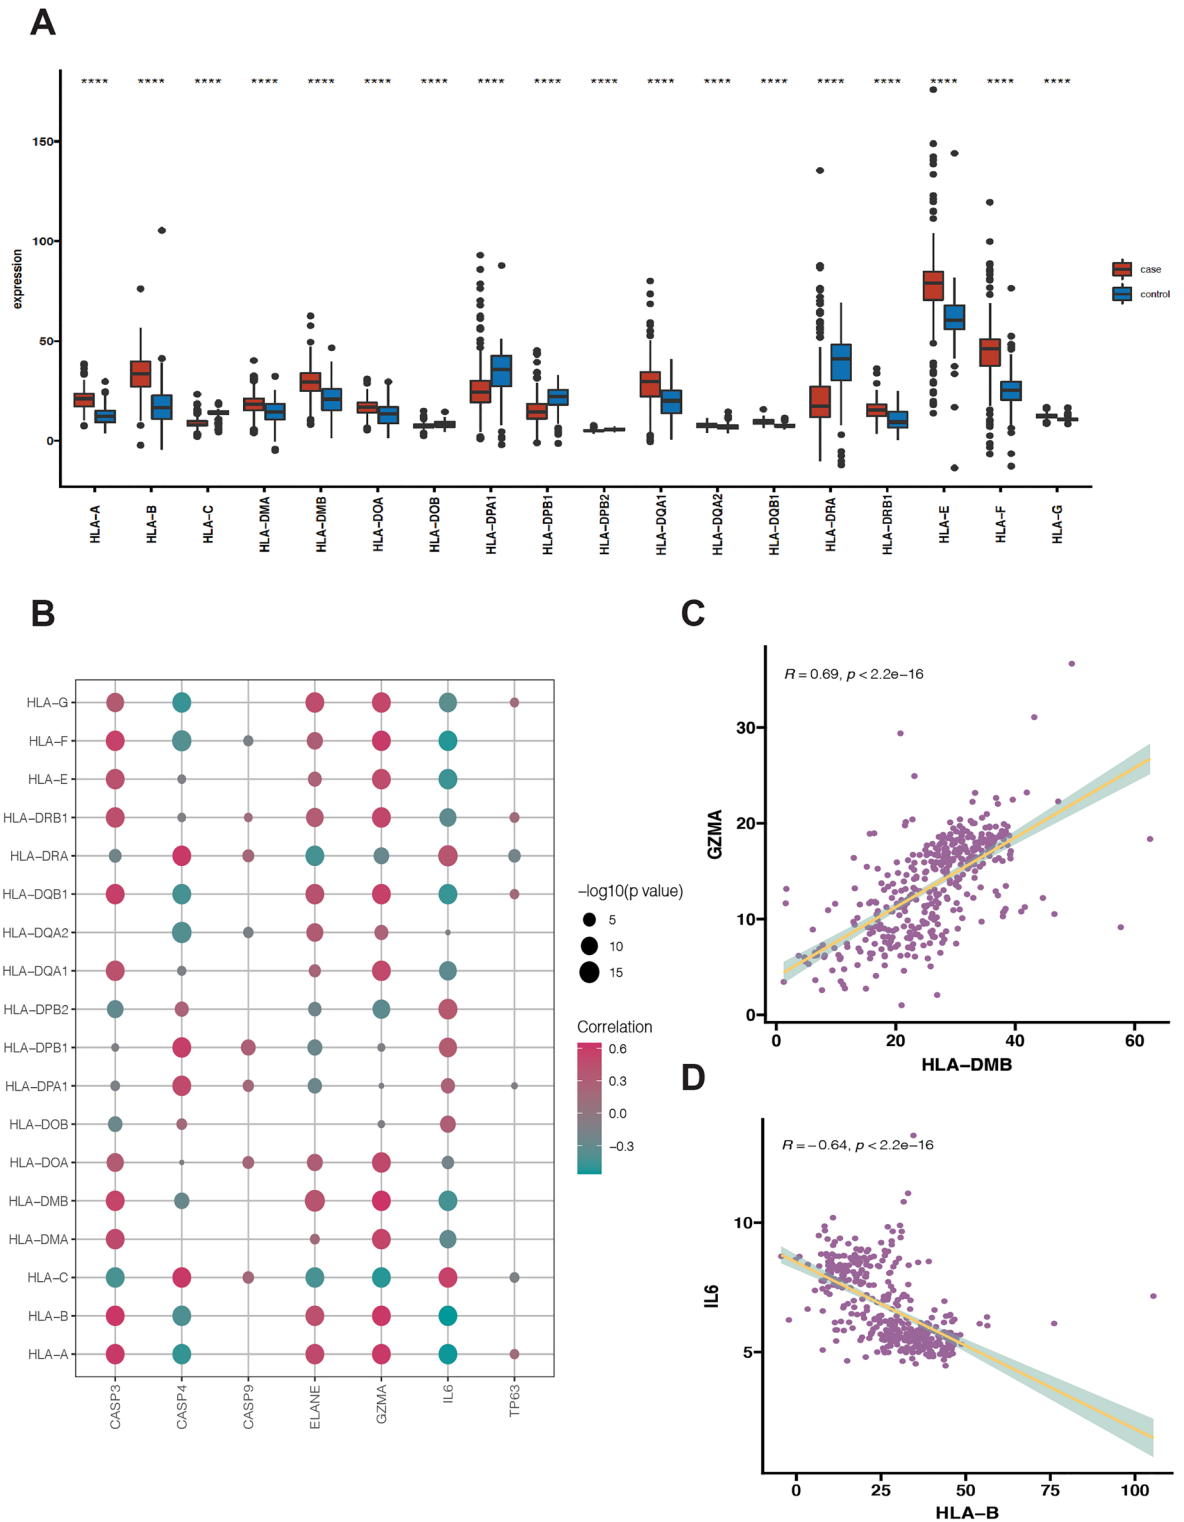 A
**** **** **** **** **** **** **** **** **** **** **** **** **** **** **** **** **** ****
150
100
50
0
expression
case
control
HLA-A HLA-B HLA-C HLA-DMA HLA-DMB HLA-DOA HLA-DOB HLA-DPA1 HLA-DPB1 HLA-DPB2 HLA-DQA1 HLA-DQA2 HLA-DQB1 HLA-DRA HLA-DRB1 HLA-E HLA-F HLA-G
B
HLA-G
HLA-F
HLA-E
HLA-DRB1
HLA-DRA
HLA-DQB1
HLA-DQA2
HLA-DQA1
HLA-DPB2
HLA-DPB1
HLA-DPA1
HLA-DOB
HLA-DOA
HLA-DMB
HLA-DMA
HLA-C
HLA-B
HLA-A
CASP3 CASP4 CASP9 ELANE GZMA IL6 TP63
−log10(p value)
5
10
15
Correlation
0.6
0.3
0.0
−0.3
C
R = 0.69, p < 2.2e−16
30
20
10
0
GZMA
0 20 40 60
HLA−DMB
D
R = −0.64, p < 2.2e−16
10
5
IL6
0 25 50 75 100
HLA−B